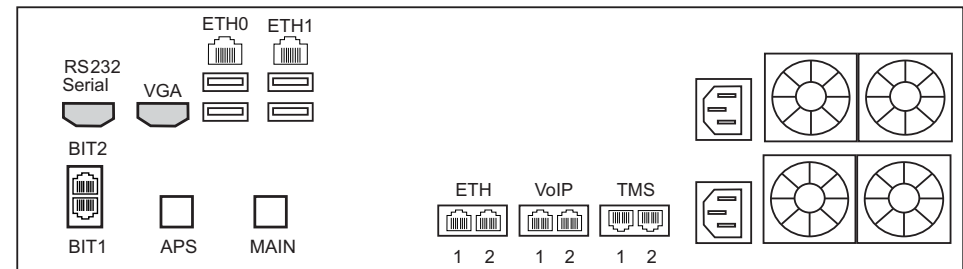 ETH0 ETH1
RS232
Serial
VGA
BIT2
ETH VoIP TMS
BIT1 APS MAIN
1 2 1 2 1 2